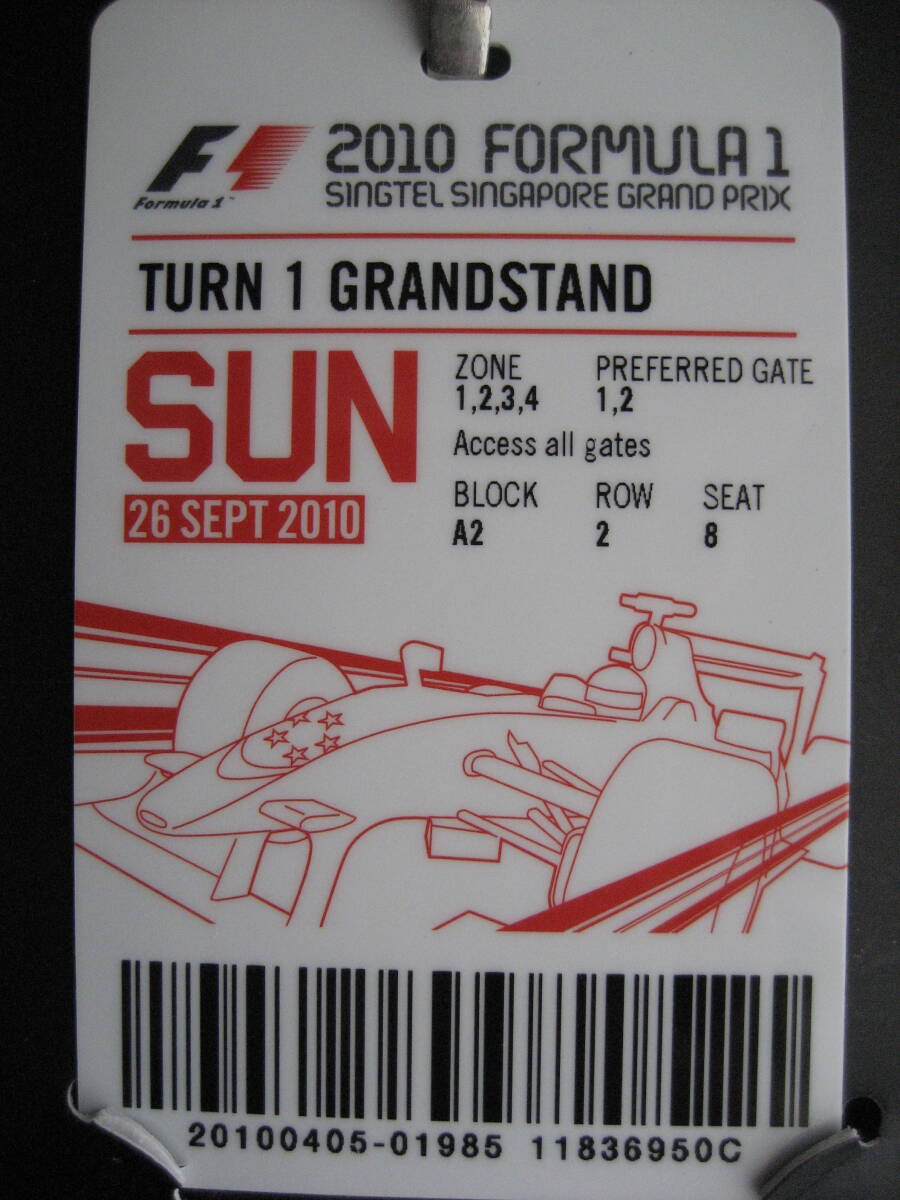 F1
Formula 1™
2010 FORMULA 1
SINGTEL SINGAPORE GRAND PRIX
TURN 1 GRANDSTAND
SUN
26 SEPT 2010
ZONE PREFERRED GATE
1,2,3,4 1,2
Access all gates
BLOCK ROW SEAT
A2 2 8
20100405-01985 11836950C